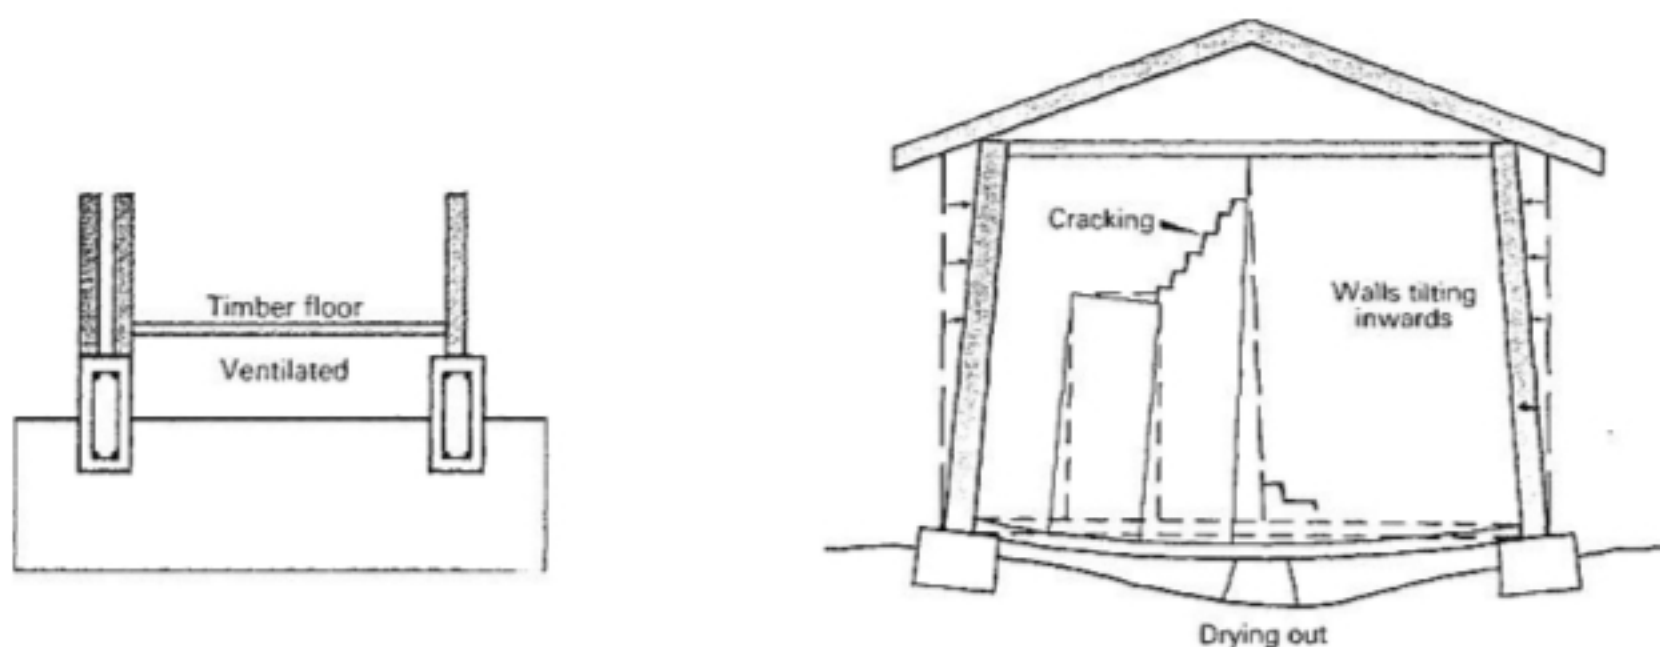 Timber floor
Ventilated
Cracking
Walls tilting
inwards
Drying out